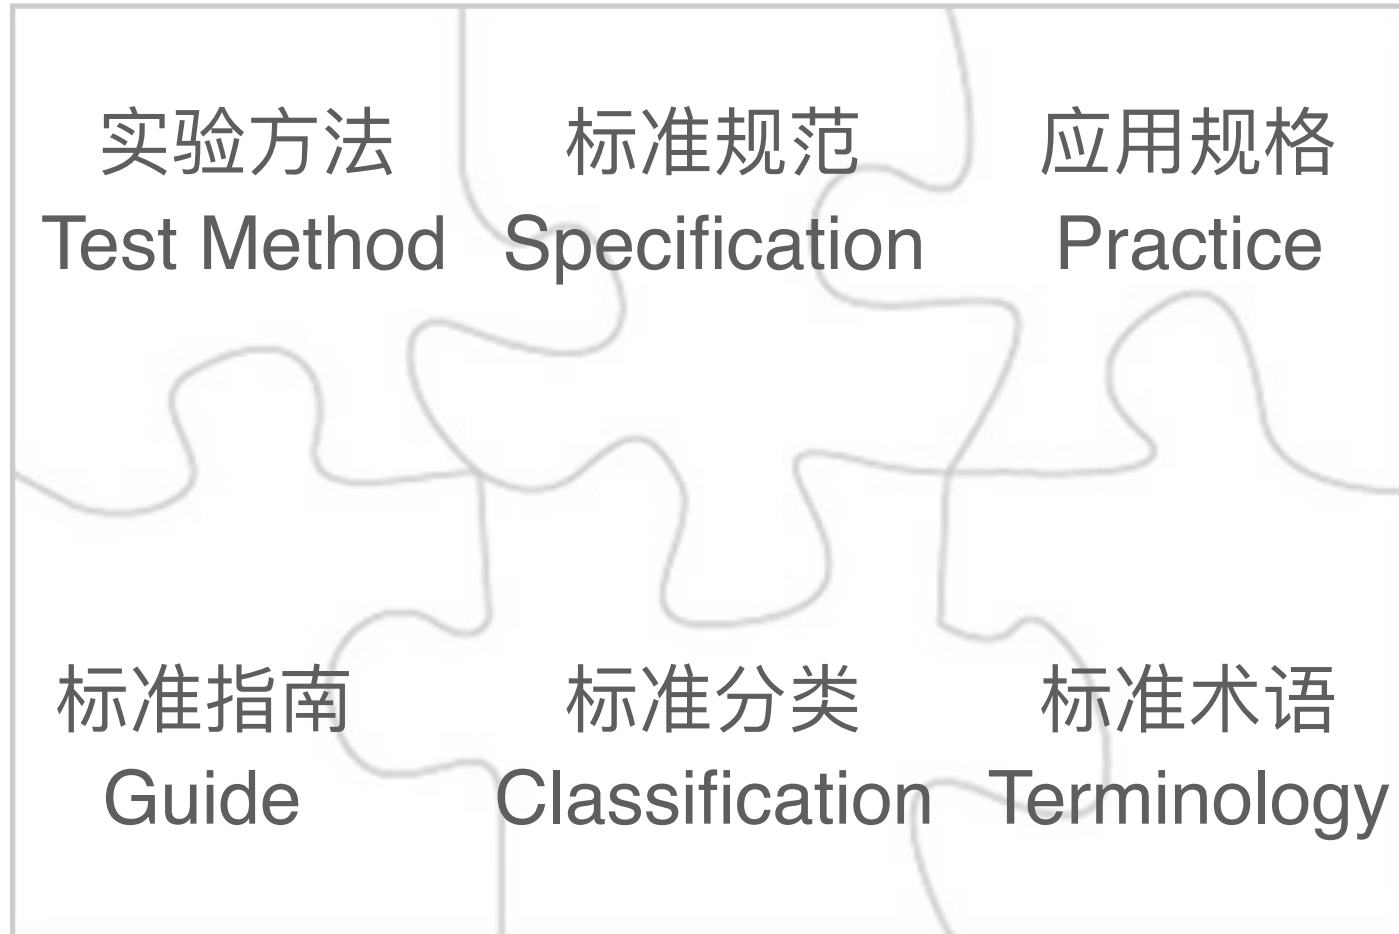 实验方法
Test Method
标准规范
Specification
应用规格
Practice
标准指南
Guide
标准分类
Classification
标准术语
Terminology